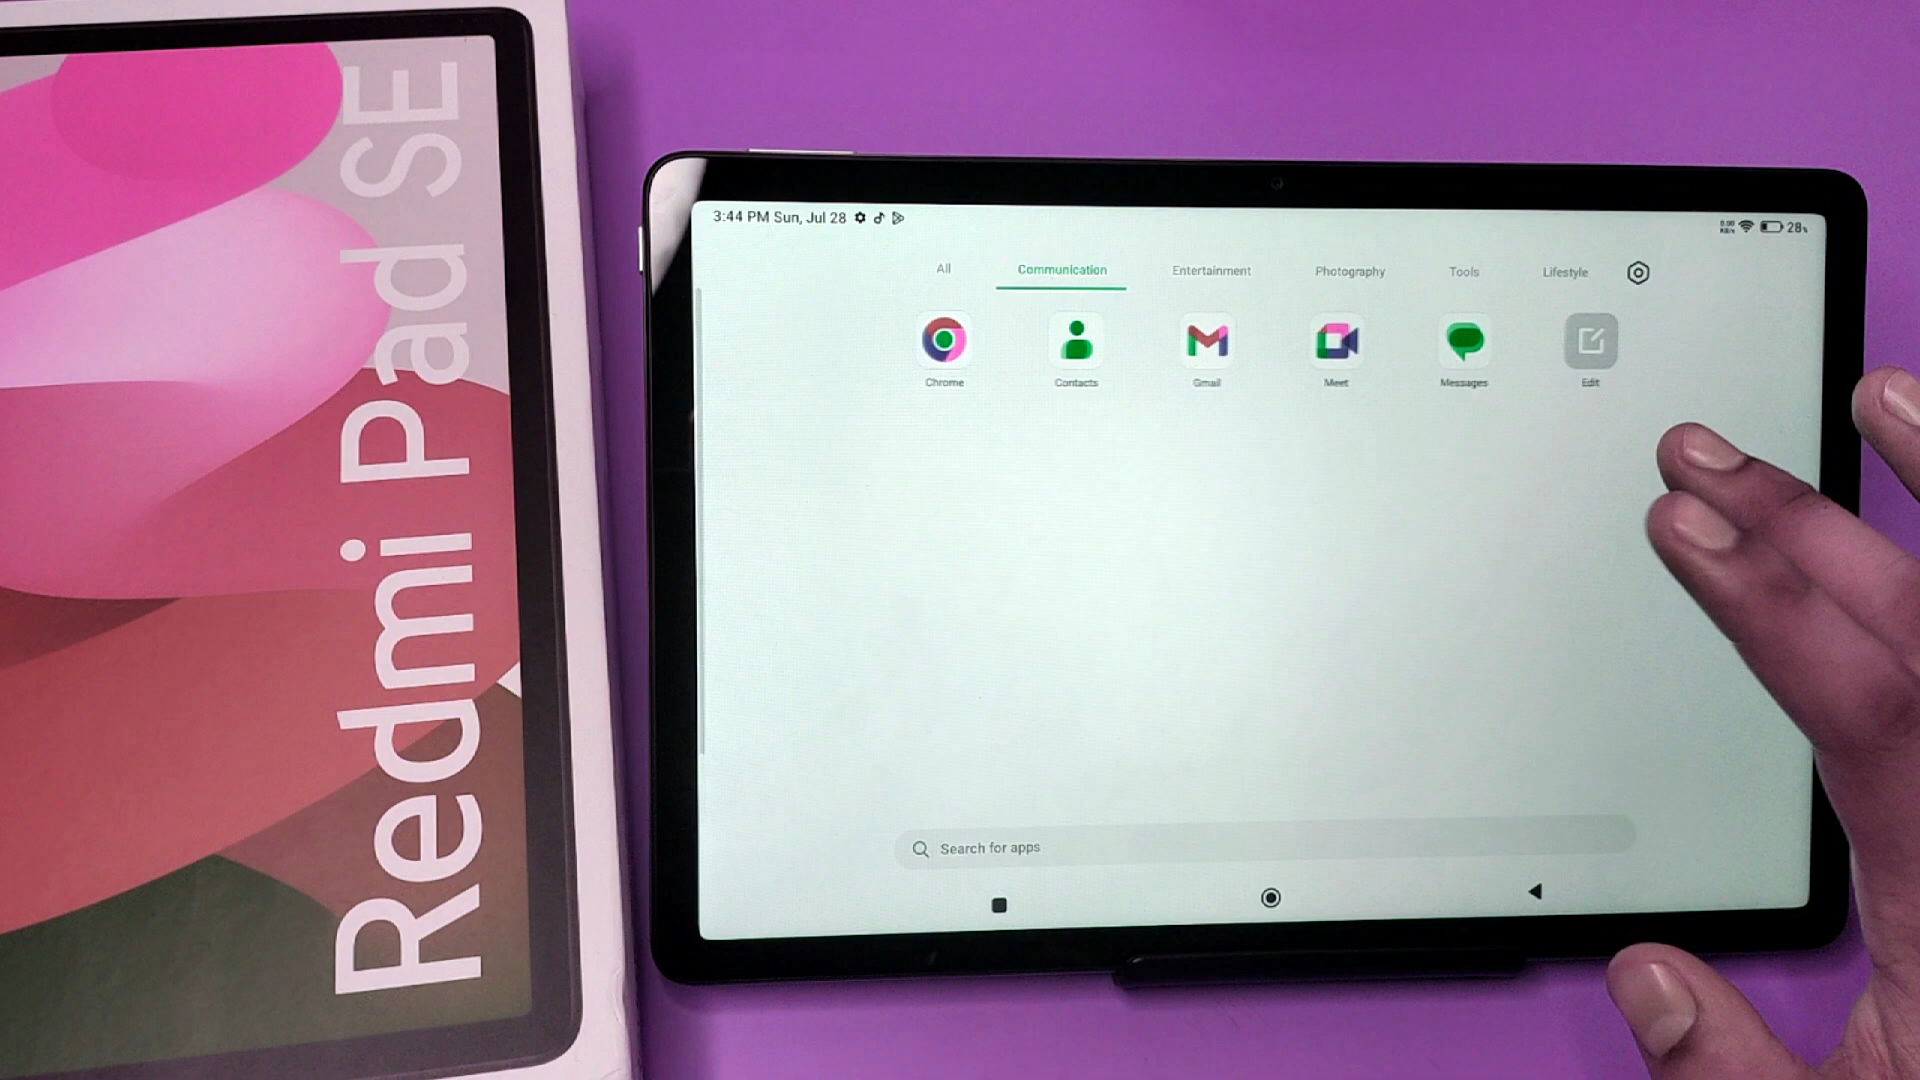 Redmi Pad SE
3:44 PM Sun, Jul 28
28%
All
Communication
Entertainment
Photography
Tools
Lifestyle
Chrome
Contacts
Gmail
Meet
Messages
Edit
Search for apps